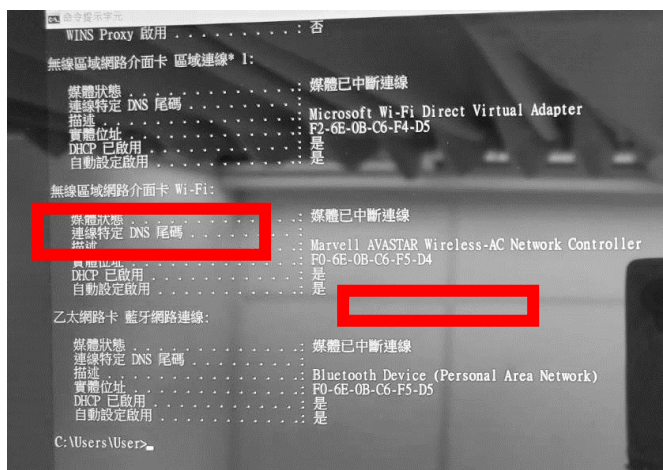 命令提示字元
WINS Proxy 啟用 . . . . . . . . . . : 否
無線區域網路介面卡 區域連線* 1:
媒體狀態 . . . . . . . . . . . . . .: 媒體已中斷連線
連線特定 DNS 尾碼 . . . . . . . . . :
描述 . . . . . . . . . . . . . . . .: Microsoft Wi-Fi Direct Virtual Adapter
實體位址 . . . . . . . . . . . . . .: F2-6E-0B-C6-F4-D5
DHCP 已啟用 . . . . . . . . . . . . : 是
自動設定啟用 . . . . . . . . . . . .: 是
無線區域網路介面卡 Wi-Fi:
媒體狀態 . . . . . . . . . . . . . .: 媒體已中斷連線
連線特定 DNS 尾碼 . . . . . . . . . :
描述 . . . . . . . . . . . . . . . .: Marvell AVASTAR Wireless-AC Network Controller
實體位址 . . . . . . . . . . . . . .: F0-6E-0B-C6-F5-D4
DHCP 已啟用 . . . . . . . . . . . . : 是
自動設定啟用 . . . . . . . . . . . .: 是
乙太網路卡 藍牙網路連線:
媒體狀態 . . . . . . . . . . . . . .: 媒體已中斷連線
連線特定 DNS 尾碼 . . . . . . . . . :
描述 . . . . . . . . . . . . . . . .: Bluetooth Device (Personal Area Network)
實體位址 . . . . . . . . . . . . . .: F0-6E-0B-C6-F5-D5
DHCP 已啟用 . . . . . . . . . . . . : 是
自動設定啟用 . . . . . . . . . . . .: 是
C:\Users\User>